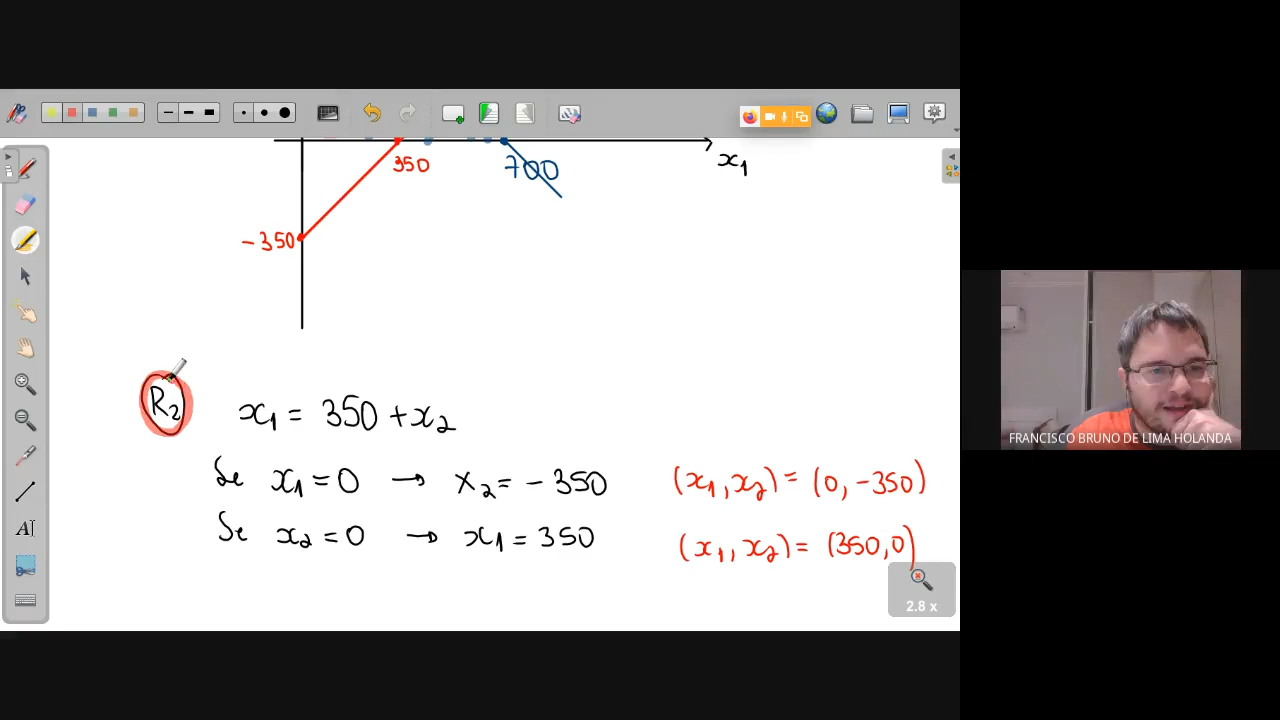 350
700
x₁
-350
R₂
x₁ = 350 + x₂
Se x₁ = 0 → x₂ = - 350 (x₁, x₂) = (0, -350)
Se x₂ = 0 → x₁ = 350 (x₁, x₂) = (350, 0)
A
2.8 x
FRANCISCO BRUNO DE LIMA HOLANDA